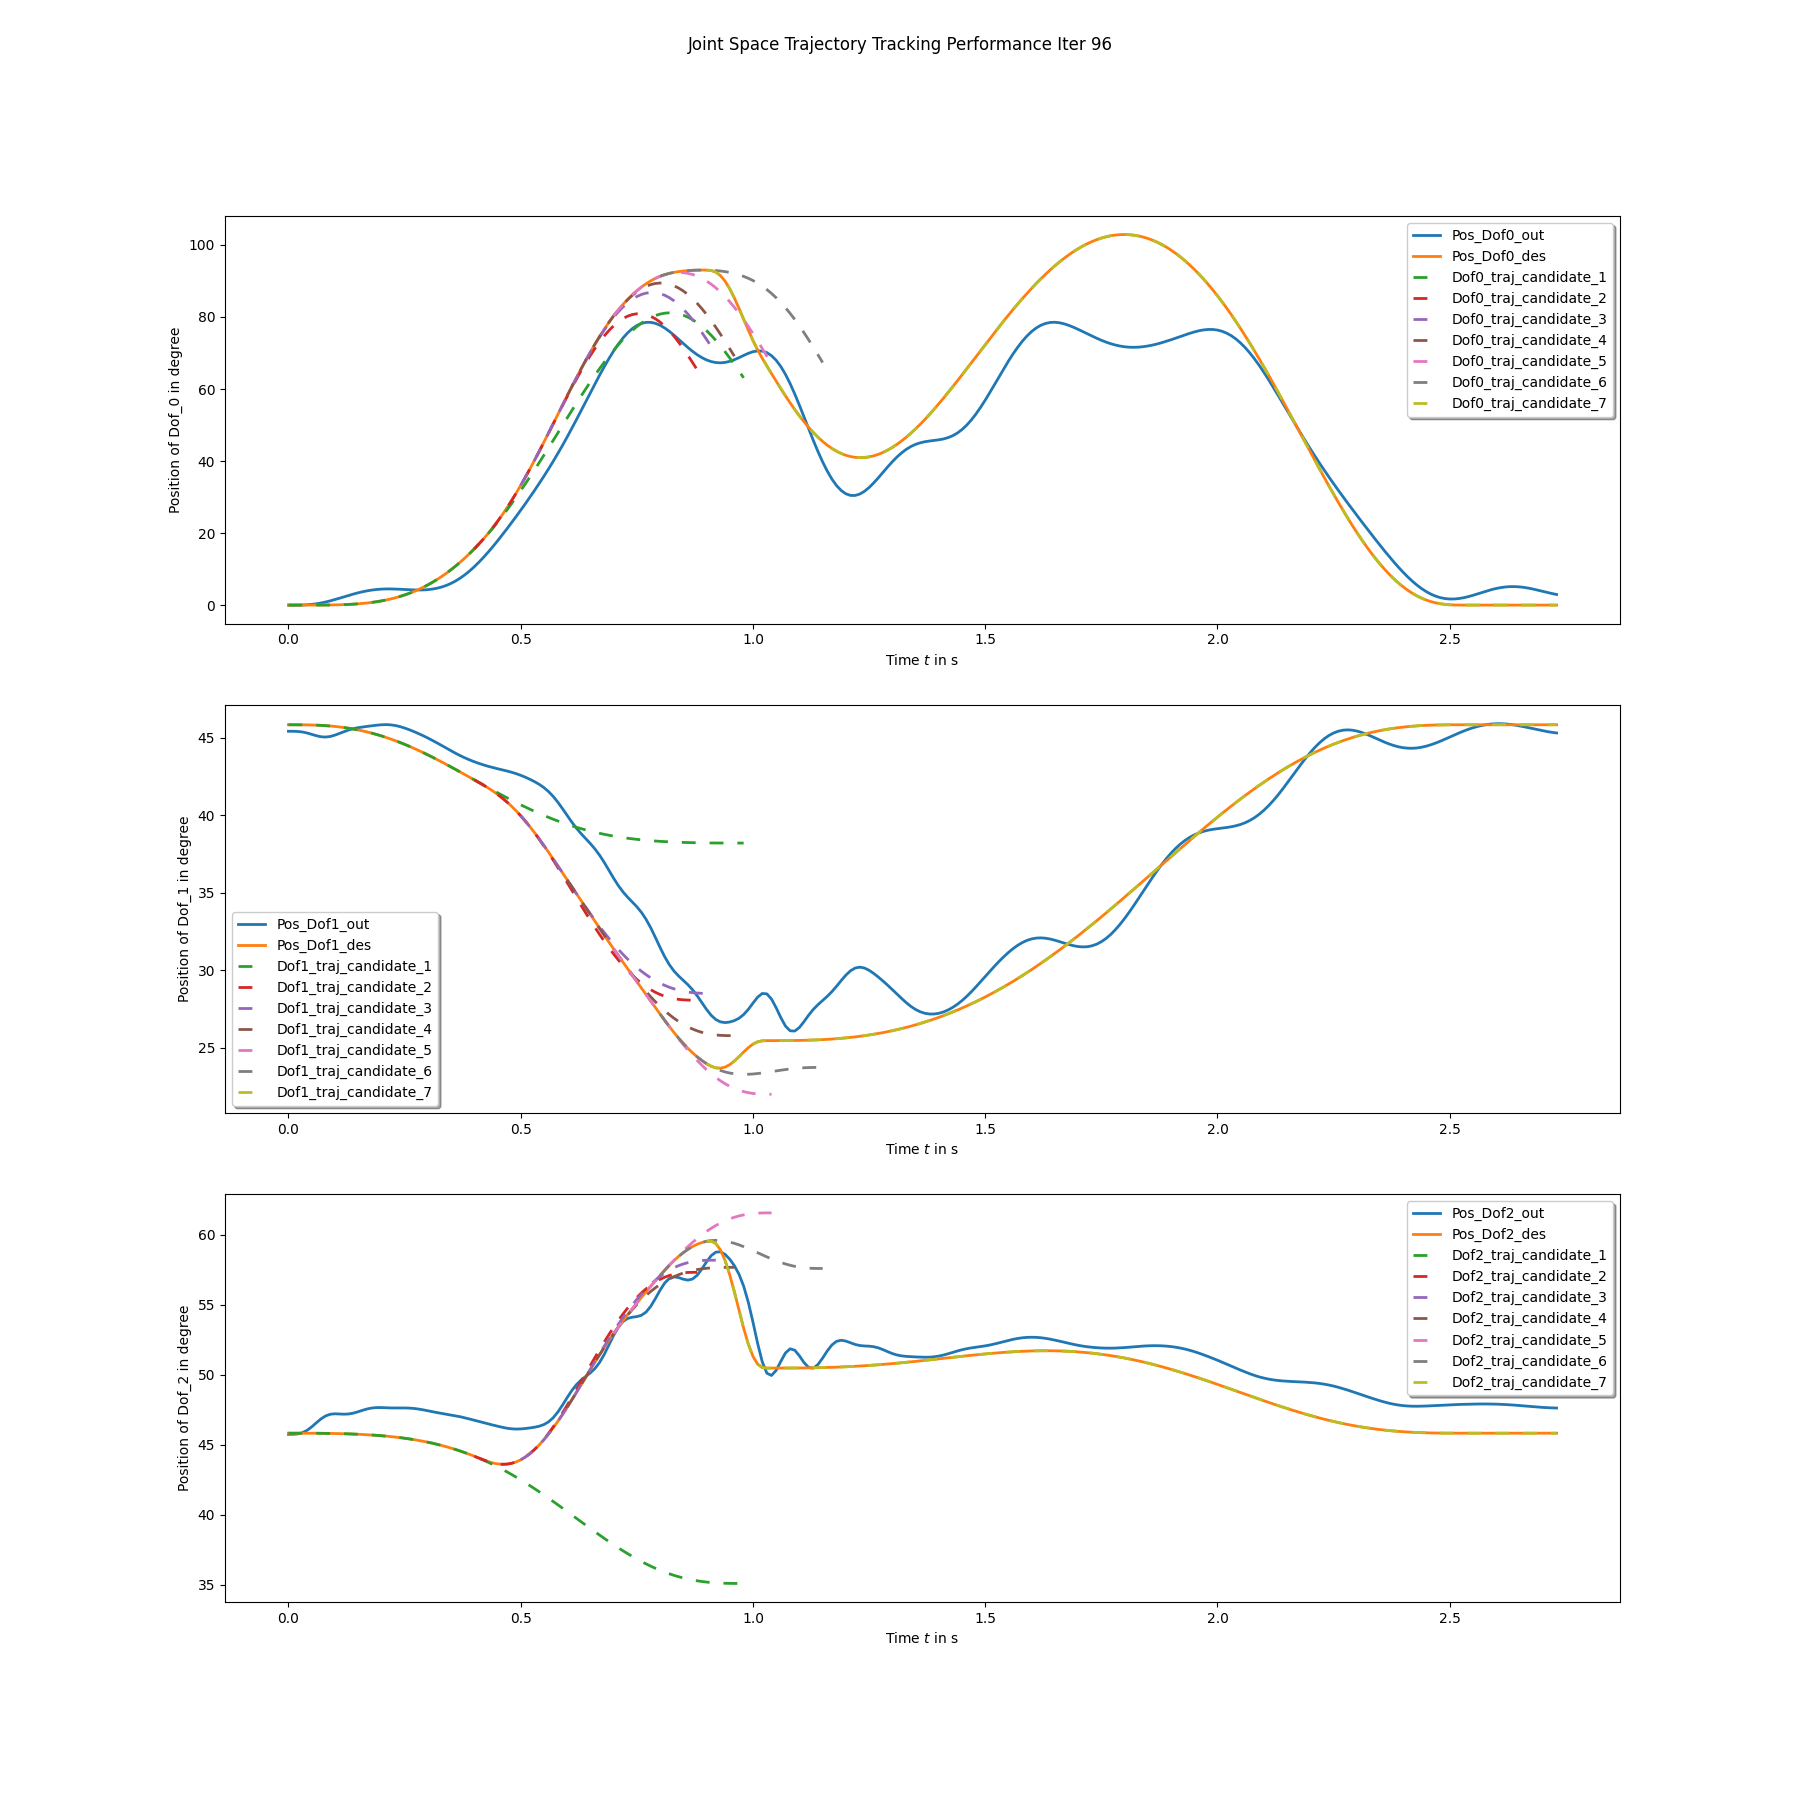 Joint Space Trajectory Tracking Performance Iter 96
Position of Dof_0 in degree
100
80
60
40
20
0
0.0 0.5 1.0 1.5 2.0 2.5
Time t in s
Pos_Dof0_out
Pos_Dof0_des
Dof0_traj_candidate_1
Dof0_traj_candidate_2
Dof0_traj_candidate_3
Dof0_traj_candidate_4
Dof0_traj_candidate_5
Dof0_traj_candidate_6
Dof0_traj_candidate_7
Position of Dof_1 in degree
45
40
35
30
25
0.0 0.5 1.0 1.5 2.0 2.5
Time t in s
Pos_Dof1_out
Pos_Dof1_des
Dof1_traj_candidate_1
Dof1_traj_candidate_2
Dof1_traj_candidate_3
Dof1_traj_candidate_4
Dof1_traj_candidate_5
Dof1_traj_candidate_6
Dof1_traj_candidate_7
Position of Dof_2 in degree
60
55
50
45
40
35
0.0 0.5 1.0 1.5 2.0 2.5
Time t in s
Pos_Dof2_out
Pos_Dof2_des
Dof2_traj_candidate_1
Dof2_traj_candidate_2
Dof2_traj_candidate_3
Dof2_traj_candidate_4
Dof2_traj_candidate_5
Dof2_traj_candidate_6
Dof2_traj_candidate_7